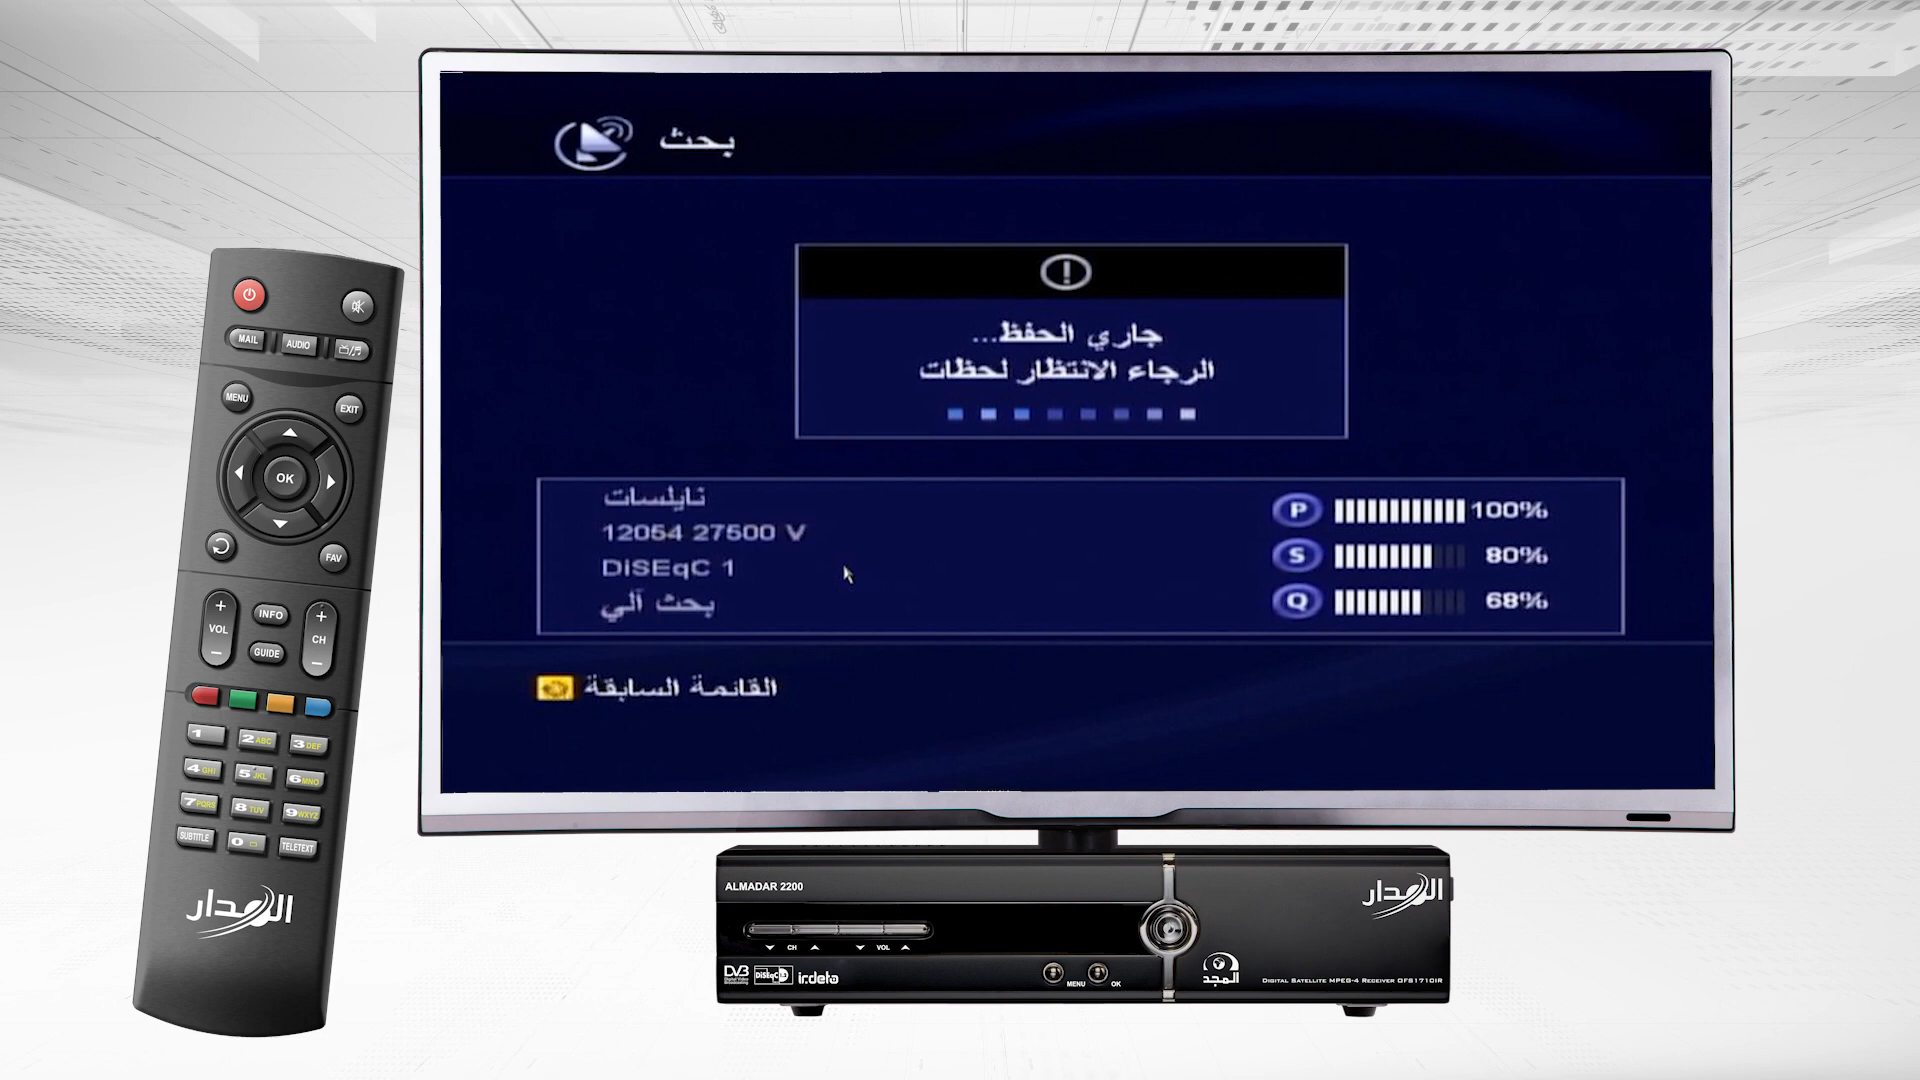 بحث
جاري الحفظ...
الرجاء الانتظار لحظات
نايلسات
12054 27500 V
DiSEqC 1
بحث آلي
P 100%
S 80%
Q 68%
القائمة السابقة
MAIL AUDIO
MENU EXIT
OK
FAV
+ VOL −
INFO
GUIDE
+ CH −
1 2 ABC 3 DEF
4 GHI 5 JKL 6 MNO
7 PQRS 8 TUV 9 WXYZ
SUBTITLE 0 TELETEXT
المدار
ALMADAR 2200
المدار
CH VOL
DVB DiSEqC irdeto
MENU OK
المجد
DIGITAL SATELLITE MPEG-4 RECEIVER